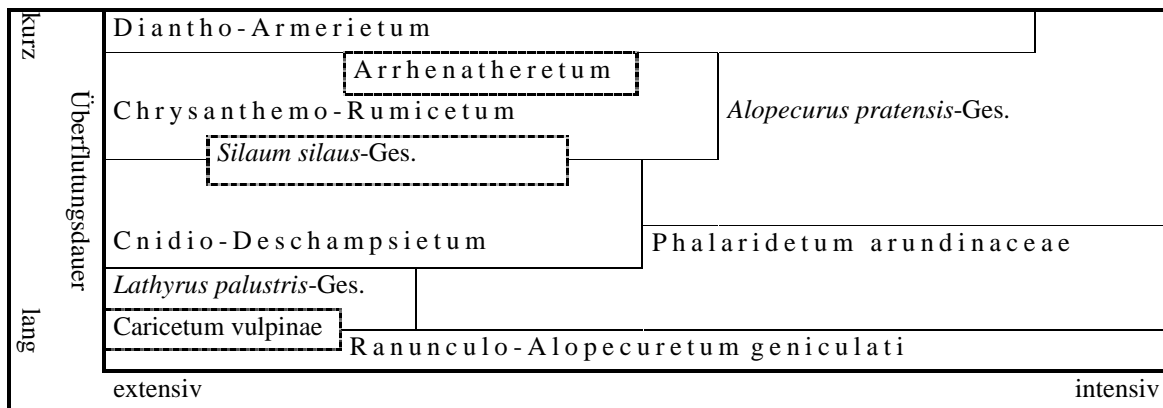 kurz
Überflutungsdauer
lang
Diantho-Armerietum
Arrhenatheretum
Chrysanthemo-Rumicetum
Alopecurus pratensis-Ges.
Silaum silaus-Ges.
Cnidio-Deschampsietum
Phalaridetum arundinaceae
Lathyrus palustris-Ges.
Caricetum vulpinae
Ranunculo-Alopecuretum geniculati
extensiv
intensiv